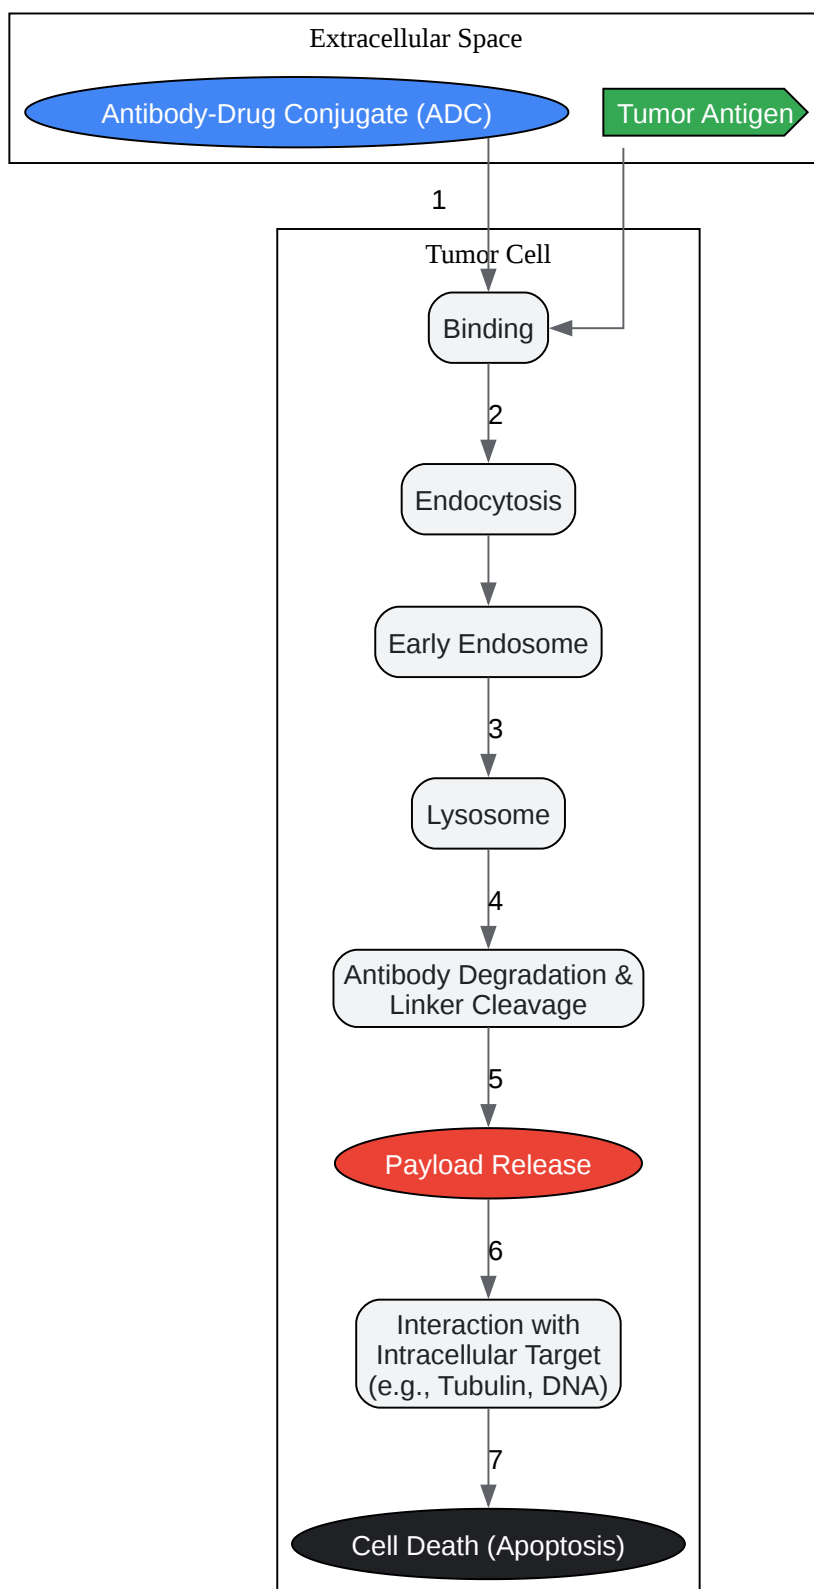 Extracellular Space
Antibody-Drug Conjugate (ADC)
Tumor Antigen
1
Tumor Cell
Binding
2
Endocytosis
Early Endosome
3
Lysosome
4
Antibody Degradation &
Linker Cleavage
5
Payload Release
6
Interaction with
Intracellular Target
(e.g., Tubulin, DNA)
7
Cell Death (Apoptosis)